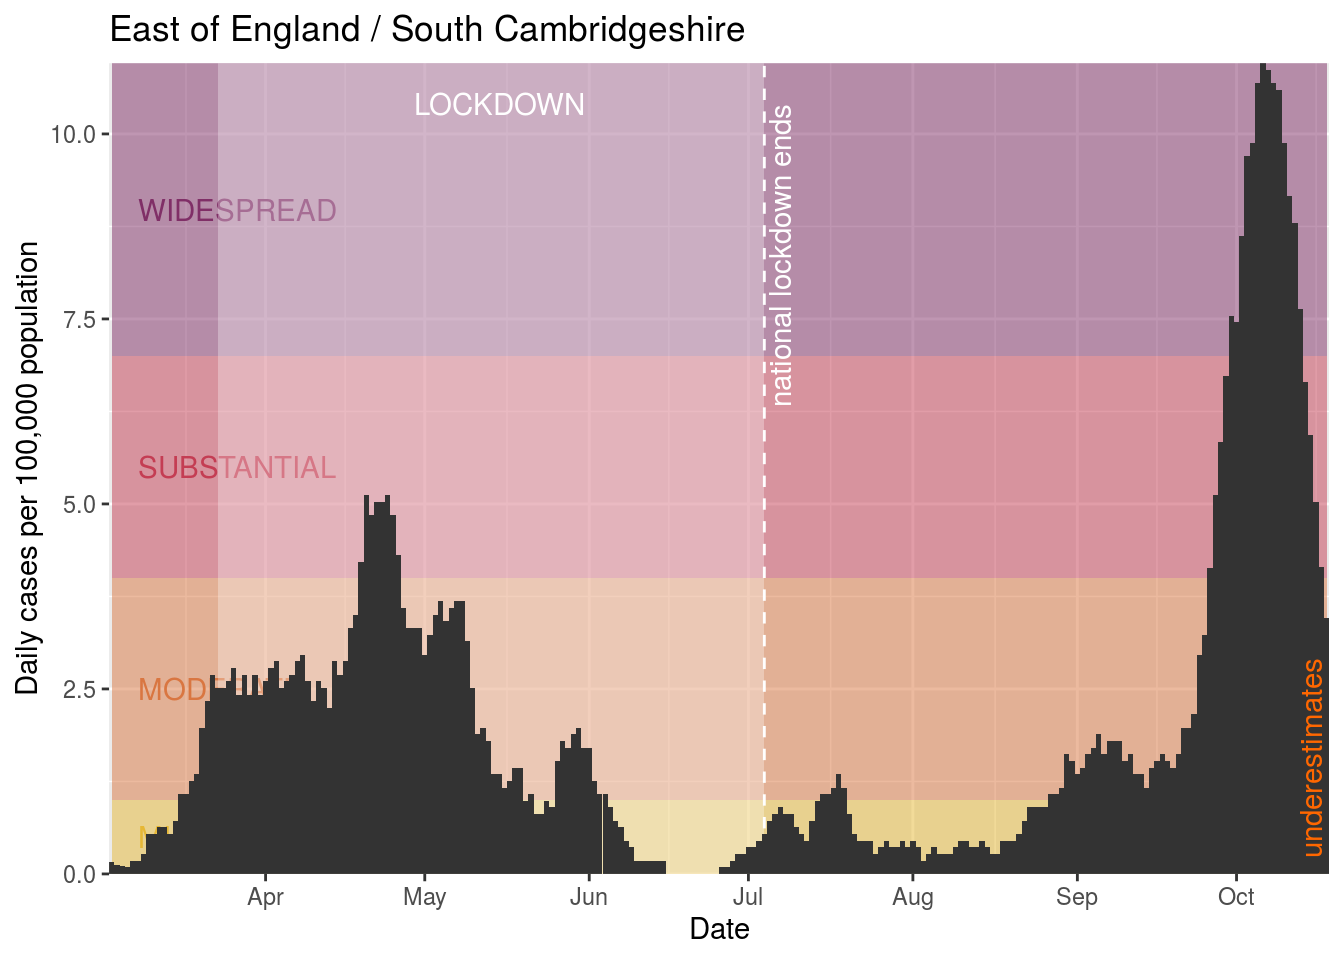 East of England / South Cambridgeshire
Daily cases per 100,000 population
10.0
7.5
5.0
2.5
0.0
LOCKDOWN
WIDESPREAD
SUBSTANTIAL
national lockdown ends
underestimates
Apr
May
Jun
Jul
Aug
Sep
Oct
Date